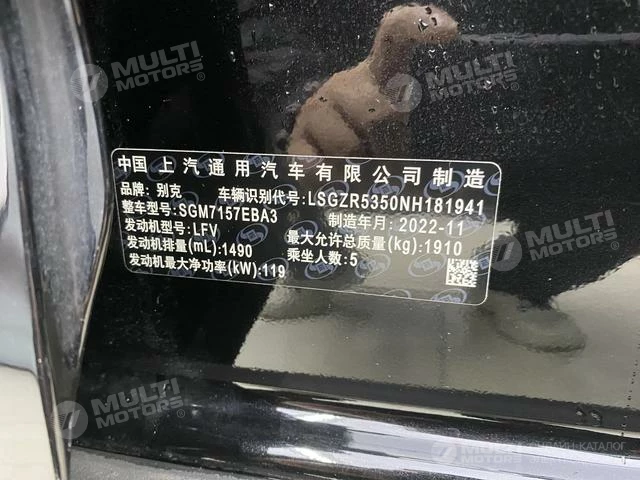 MULTI MOTORS®
MULTI MOTORS®
中国上汽通用汽车有限公司制造
品牌: 别克 车辆识别代号: LSGZR5350NH181941
整车型号: SGM7157EBA3 制造年月: 2022-11
发动机型号: LFV 最大允许总质量(kg): 1910
发动机排量(mL): 1490 乘坐人数: 5
发动机最大净功率(kW): 119
MULTI MOTORS®
MULTI MOTORS®
MULTI MOTORS
ОНЛАЙН-КАТАЛОГ